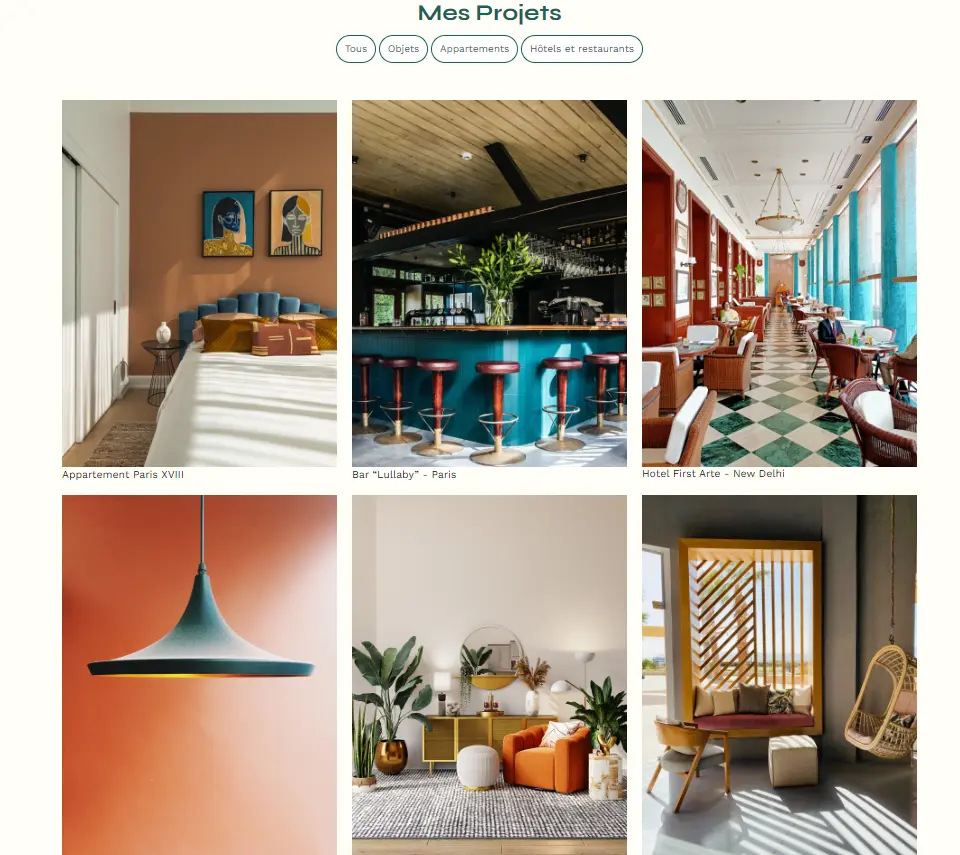 Mes Projets
Tous
Objets
Appartements
Hôtels et restaurants
Appartement Paris XVIII
Bar “Lullaby” - Paris
Hotel First Arte - New Delhi